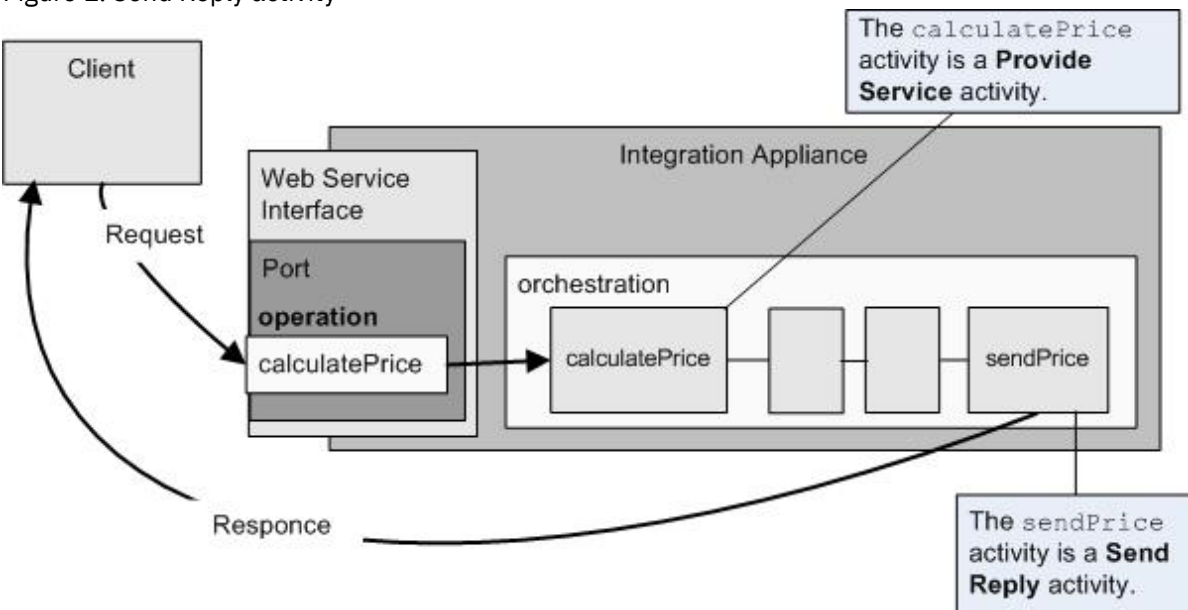 Figure Send Reply activity
The calculatePrice
activity is a Provide
Service activity.
Client
Integration Appliance
Web Service
Interface
Request
Port
operation
calculatePrice
orchestration
calculatePrice
sendPrice
Responce
The sendPrice
activity is a Send
Reply activity.